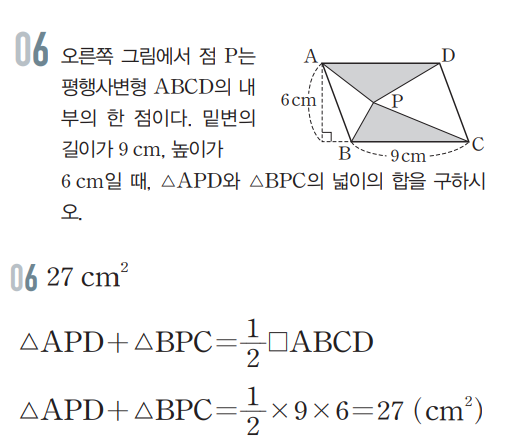 06 오른쪽 그림에서 점 P는
평행사변형 ABCD의 내
부의 한 점이다. 밑변의
길이가 9 cm, 높이가
6 cm일 때, △APD와 △BPC의 넓이의 합을 구하시
오.
A
D
6cm
P
B
9cm
C
06 27 cm²
△APD+△BPC=\frac{1}{2}□ABCD
△APD+△BPC=\frac{1}{2}×9×6=27 (cm²)